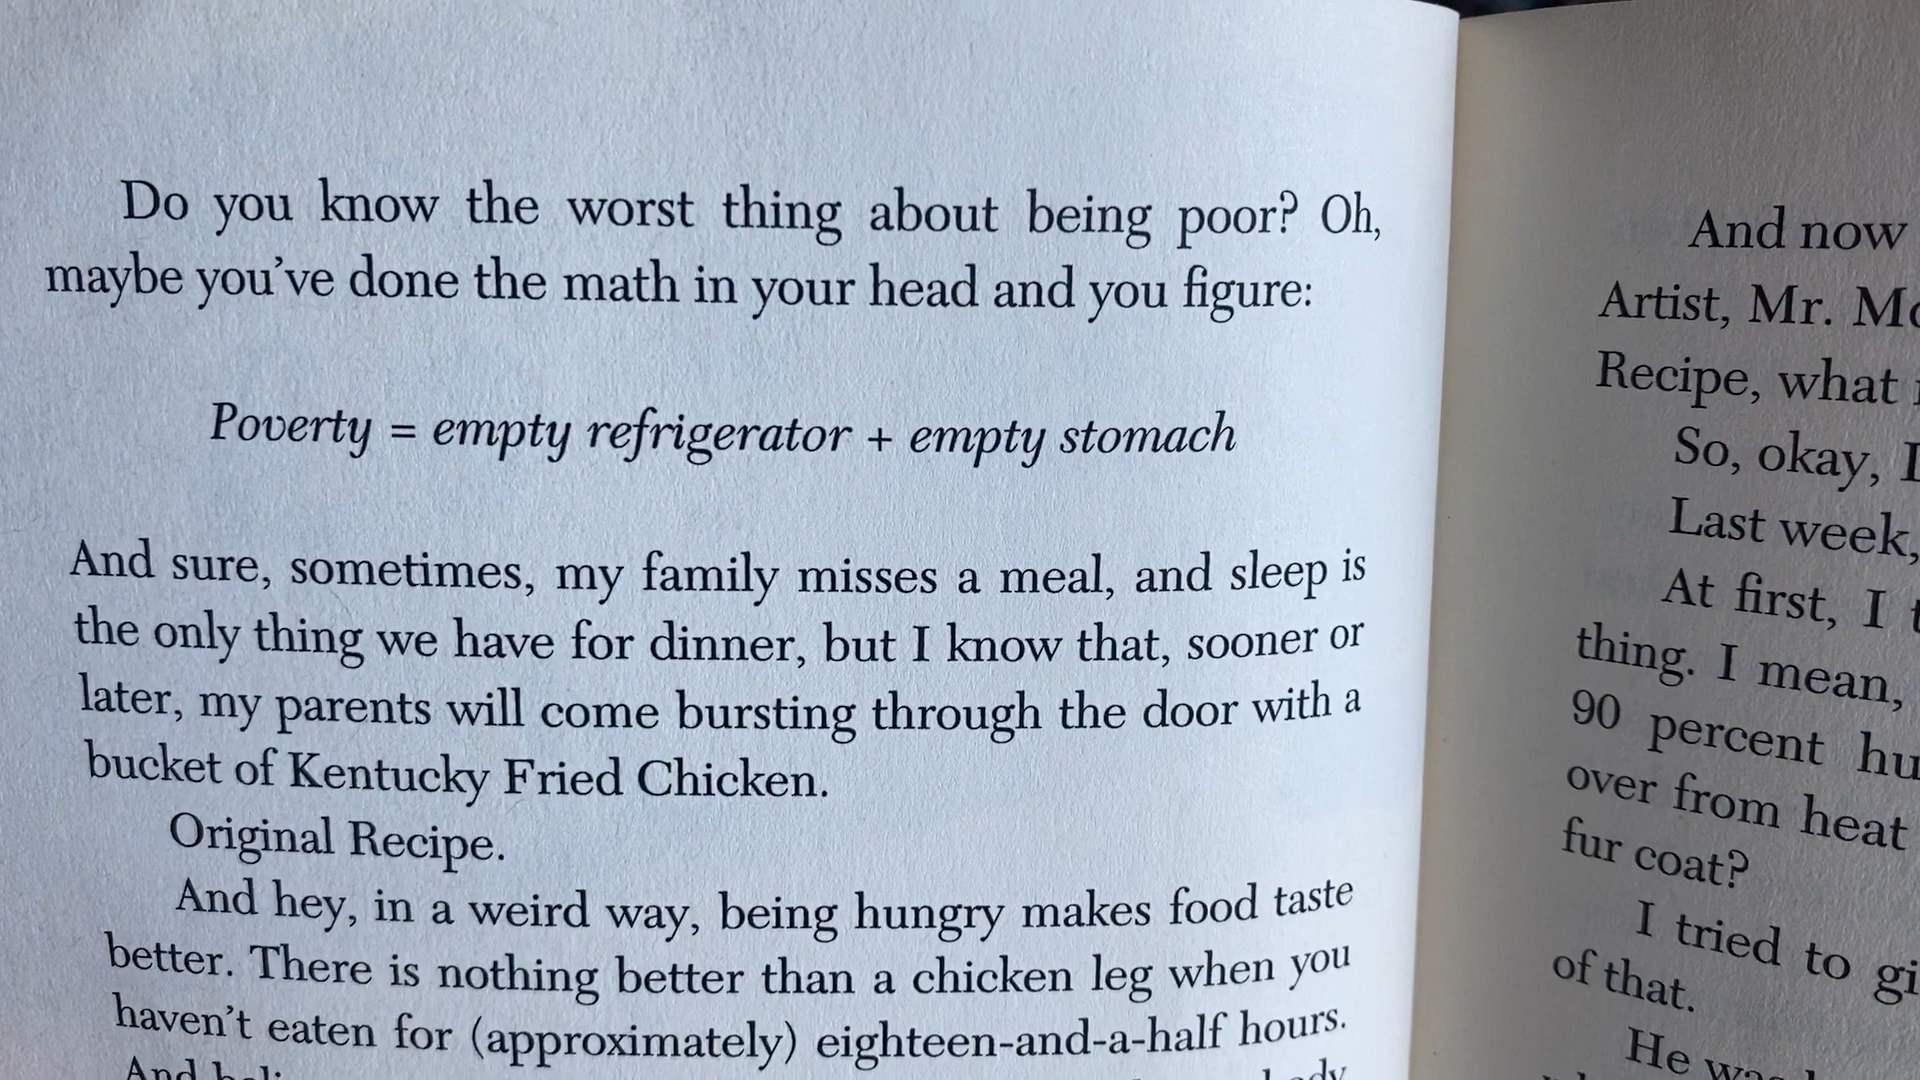 Do you know the worst thing about being poor? Oh,
maybe you've done the math in your head and you figure:
Poverty = empty refrigerator + empty stomach
And sure, sometimes, my family misses a meal, and sleep is
the only thing we have for dinner, but I know that, sooner or
later, my parents will come bursting through the door with a
bucket of Kentucky Fried Chicken.
Original Recipe.
And hey, in a weird way, being hungry makes food taste
better. There is nothing better than a chicken leg when you
haven't eaten for (approximately) eighteen-and-a-half hours.
And
And now
Artist, Mr.
Recipe, what
So, okay, I
Last week,
At first, I
thing. I mean,
90 percent
over from heat
fur coat?
I tried to
of that.
He